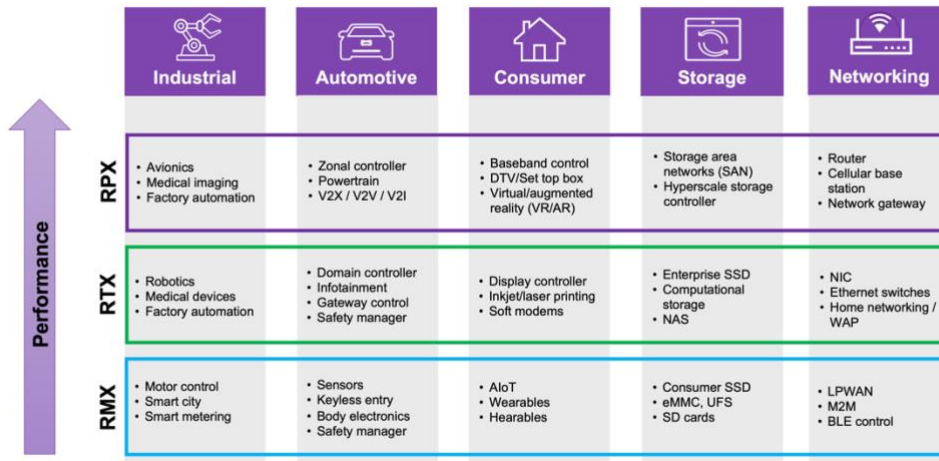 Industrial
Automotive
Consumer
Storage
Networking
Performance
RPX
• Avionics
• Medical imaging
• Factory automation
• Zonal controller
• Powertrain
• V2X / V2V / V2I
• Baseband control
• DTV/Set top box
• Virtual/augmented
reality (VR/AR)
• Storage area
networks (SAN)
• Hyperscale storage
controller
• Router
• Cellular base
station
• Network gateway
RTX
• Robotics
• Medical devices
• Factory automation
• Domain controller
• Infotainment
• Gateway control
• Safety manager
• Display controller
• Inkjet/laser printing
• Soft modems
• Enterprise SSD
• Computational
storage
• NAS
• NIC
• Ethernet switches
• Home networking /
WAP
RMX
• Motor control
• Smart city
• Smart metering
• Sensors
• Keyless entry
• Body electronics
• Safety manager
• AIoT
• Wearables
• Hearables
• Consumer SSD
• eMMC, UFS
• SD cards
• LPWAN
• M2M
• BLE control